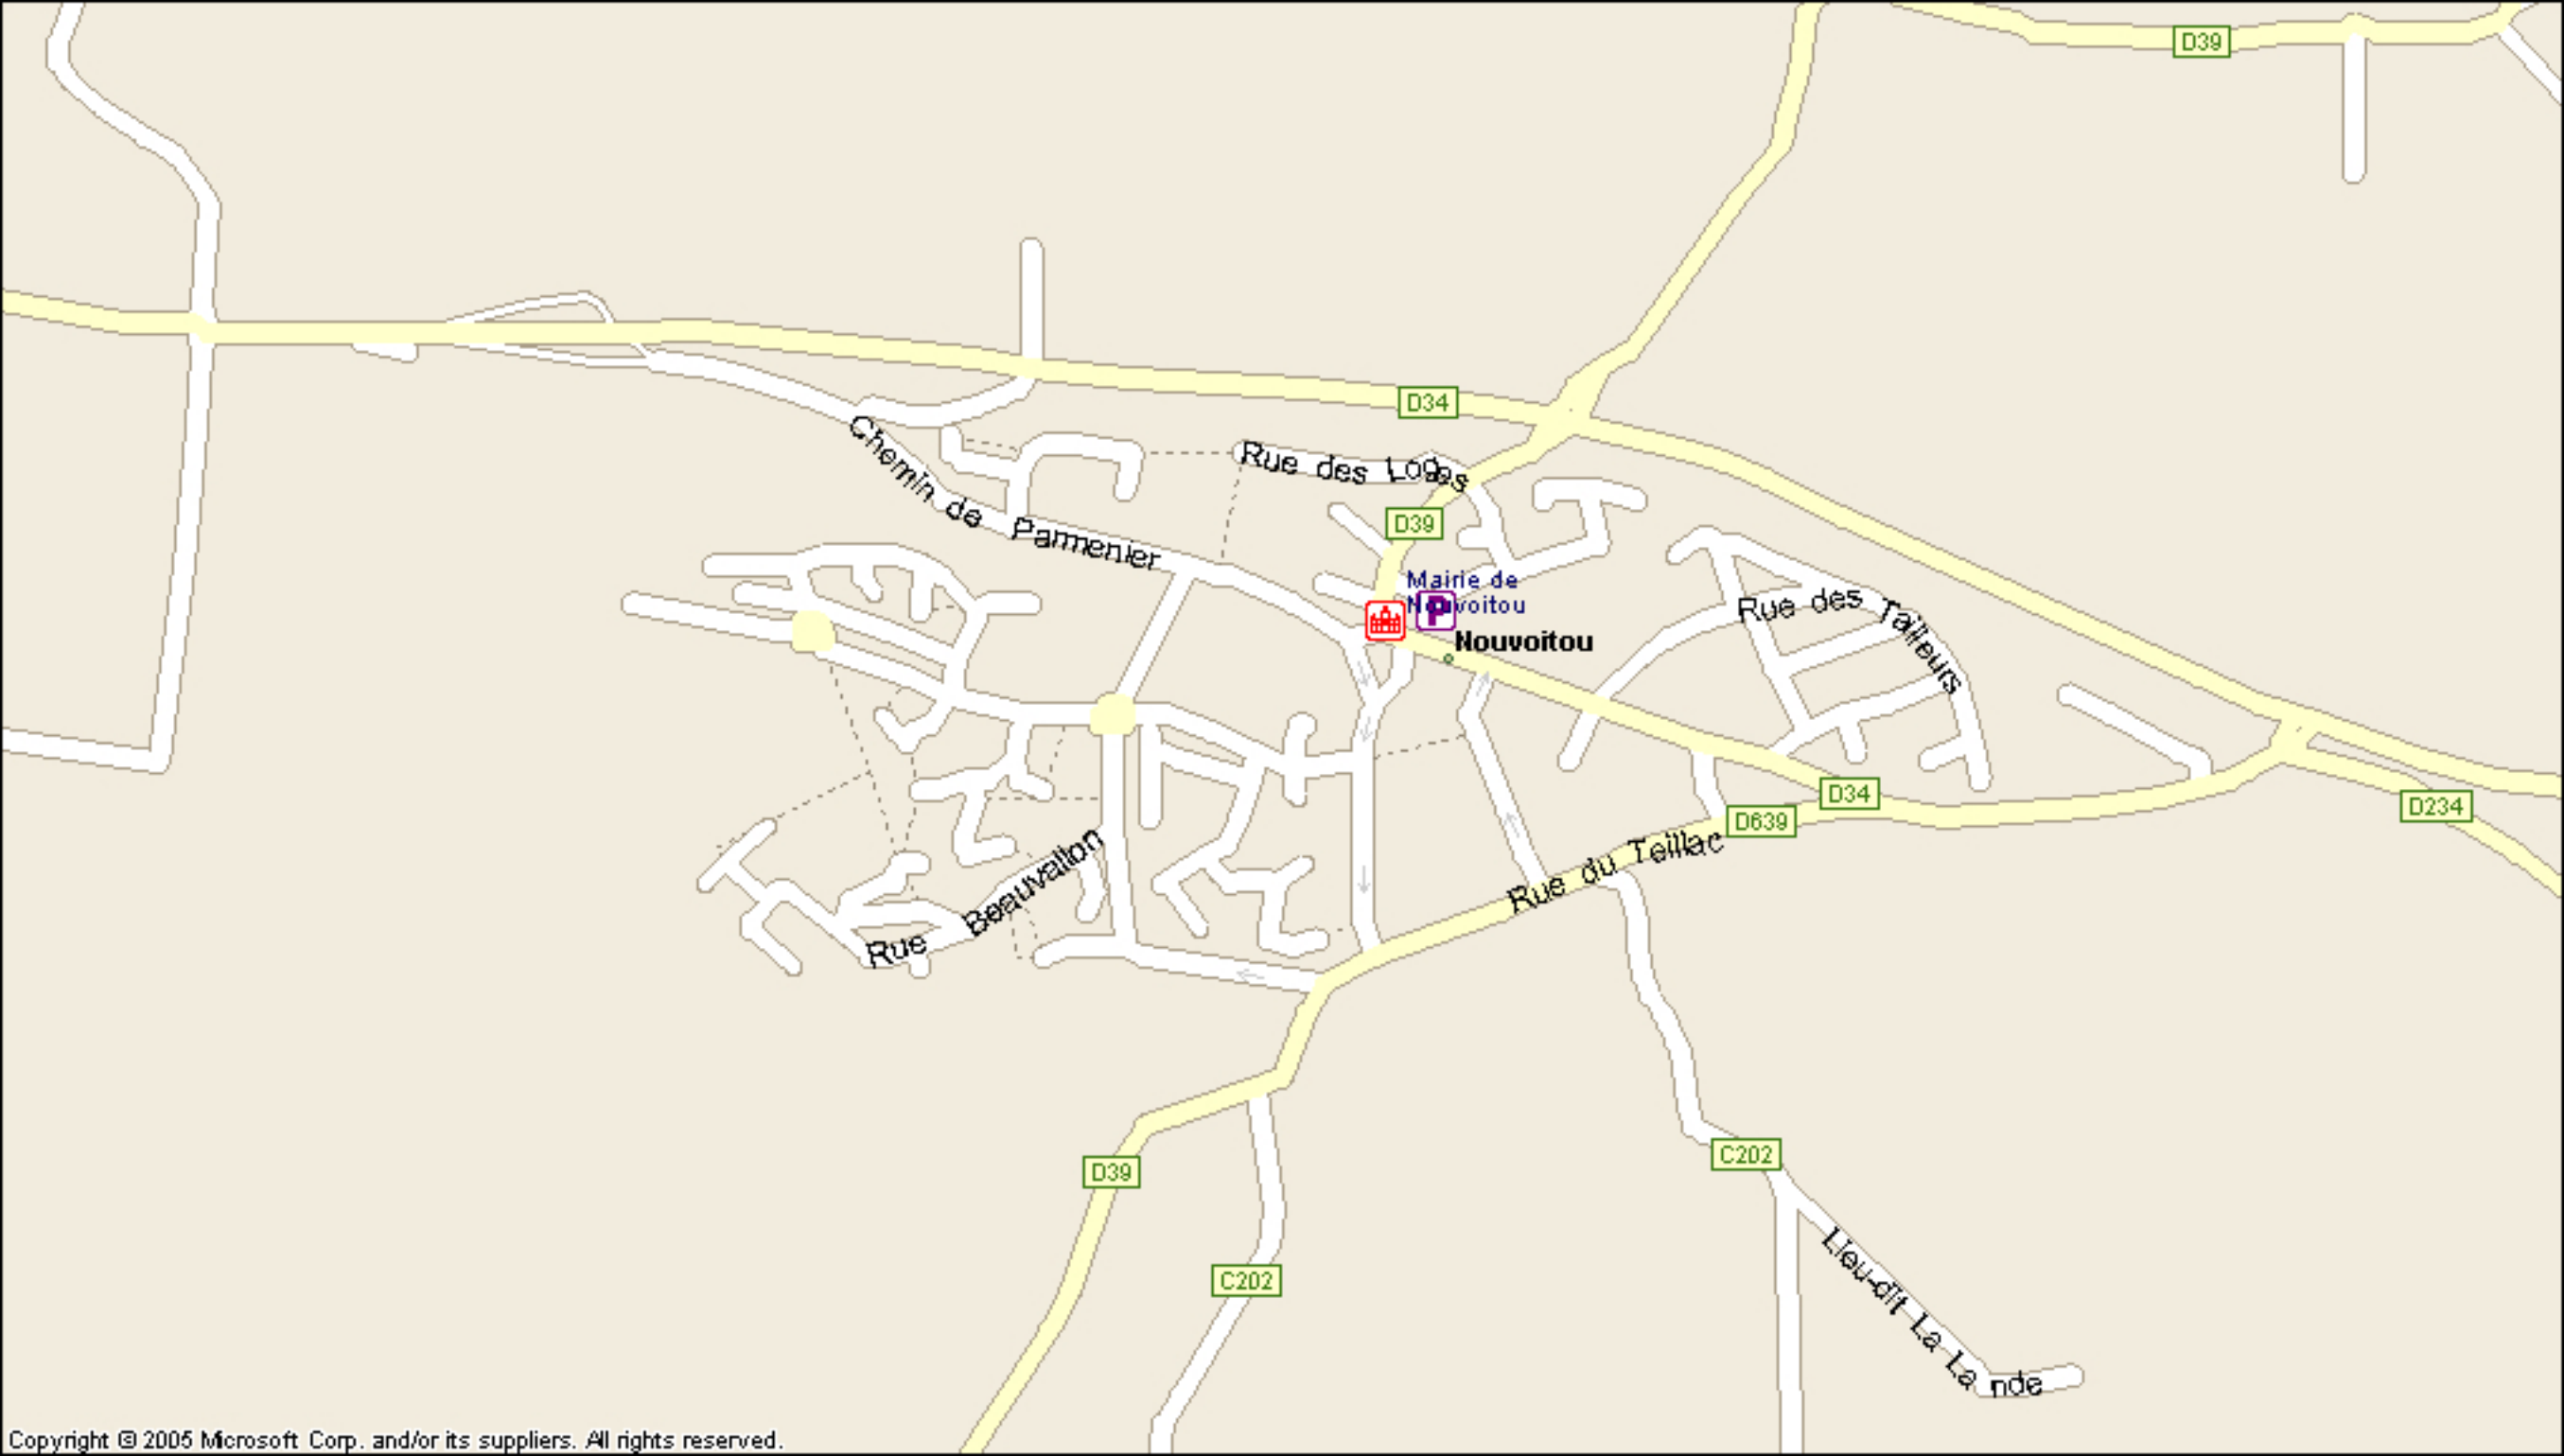 D39
D34
Chemin de Parmenier
Rue des Loges
D39
Mairie de
Nouvoitou
P
Nouvoitou
Rue des Tailleurs
D34
D639
D234
Rue du Teillac
Rue Beauvallon
C202
D39
C202
Lieu-dit La Lande
Copyright © 2005 Microsoft Corp. and/or its suppliers. All rights reserved.